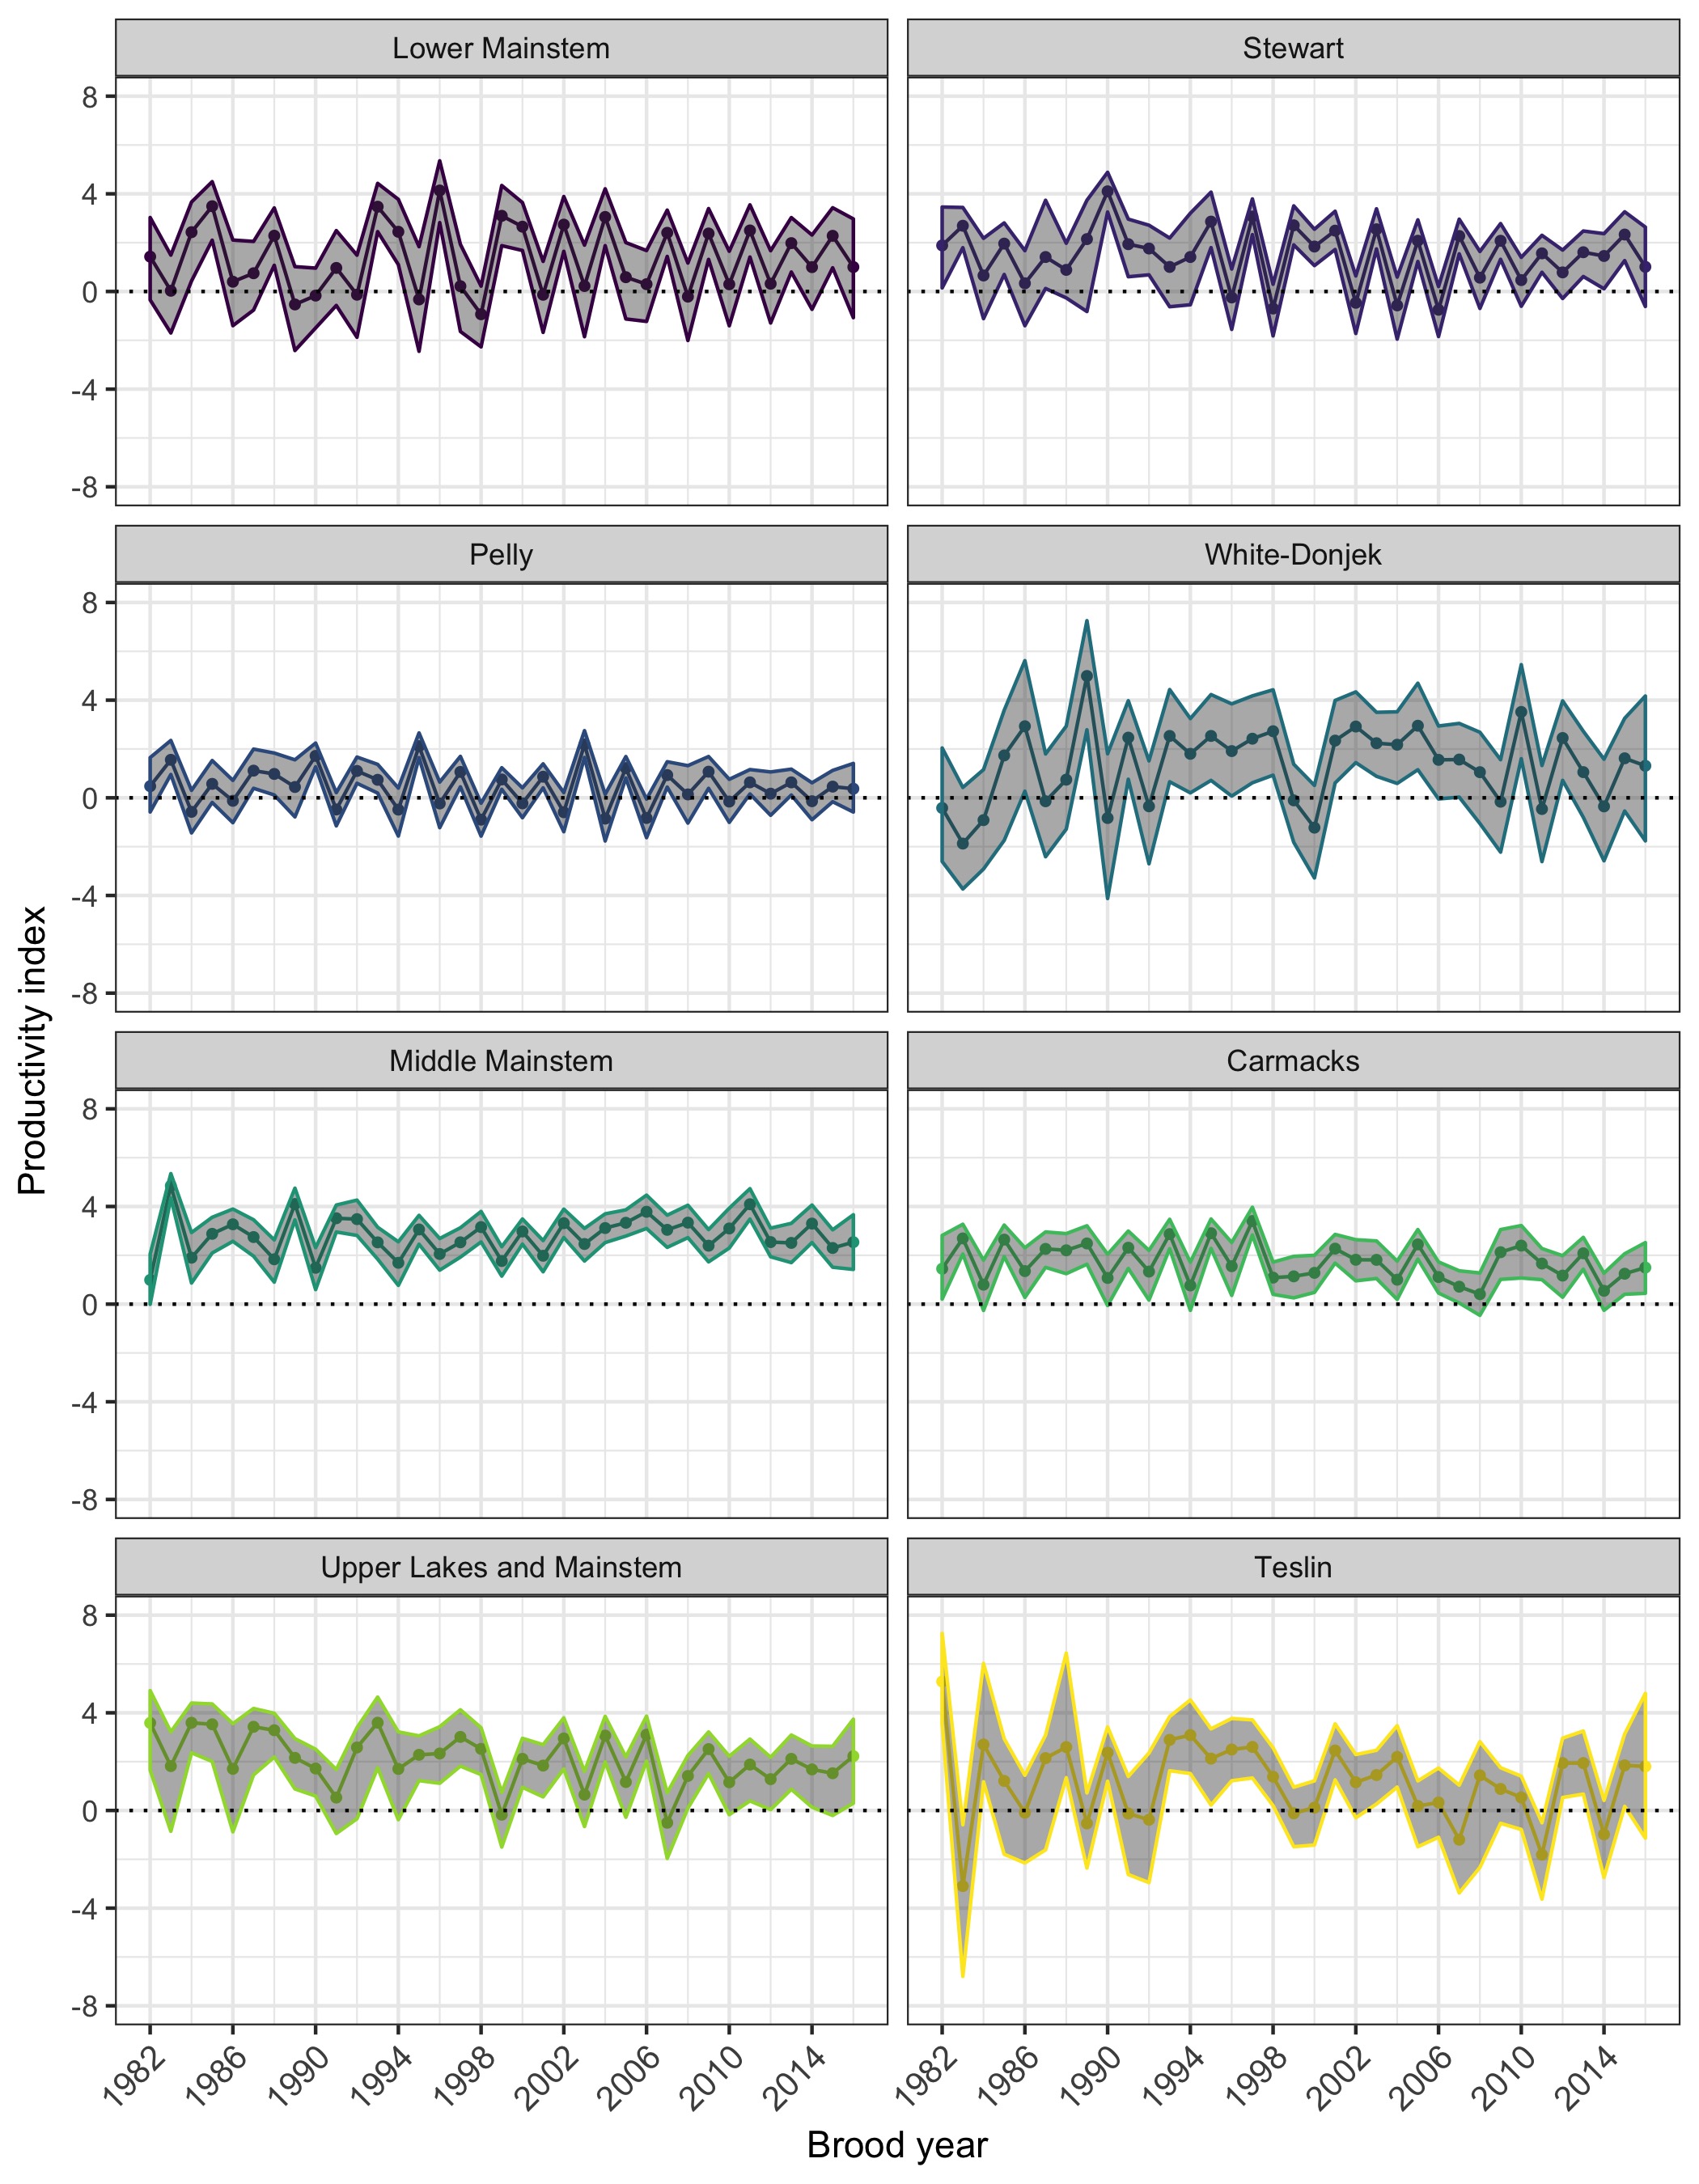 Lower Mainstem
Stewart
8
4
0
-4
-8
Pelly
White-Donjek
8
4
0
-4
-8
Productivity index
Middle Mainstem
Carmacks
8
4
0
-4
-8
Upper Lakes and Mainstem
Teslin
8
4
0
-4
-8
1982 1986 1990 1994 1998 2002 2006 2010 2014
1982 1986 1990 1994 1998 2002 2006 2010 2014
Brood year